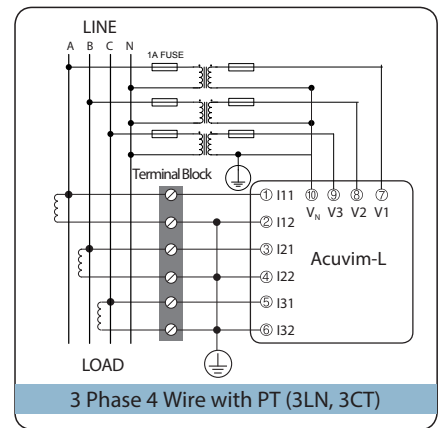 LINE
A B C N
1A FUSE
Terminal Block
① I11 ⑩ ⑨ ⑧ ⑦
V_N V3 V2 V1
② I12
③ I21
Acuvim-L
④ I22
⑤ I31
⑥ I32
LOAD
3 Phase 4 Wire with PT (3LN, 3CT)